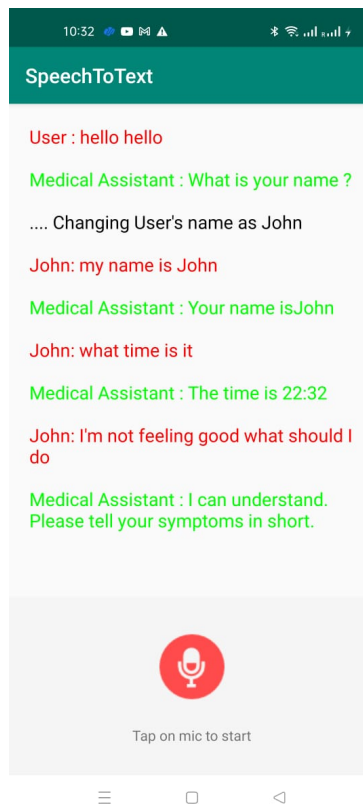 10:32
SpeechToText
User : hello hello
Medical Assistant : What is your name ?
.... Changing User's name as John
John: my name is John
Medical Assistant : Your name isJohn
John: what time is it
Medical Assistant : The time is 22:32
John: I'm not feeling good what should I
do
Medical Assistant : I can understand.
Please tell your symptoms in short.
Tap on mic to start